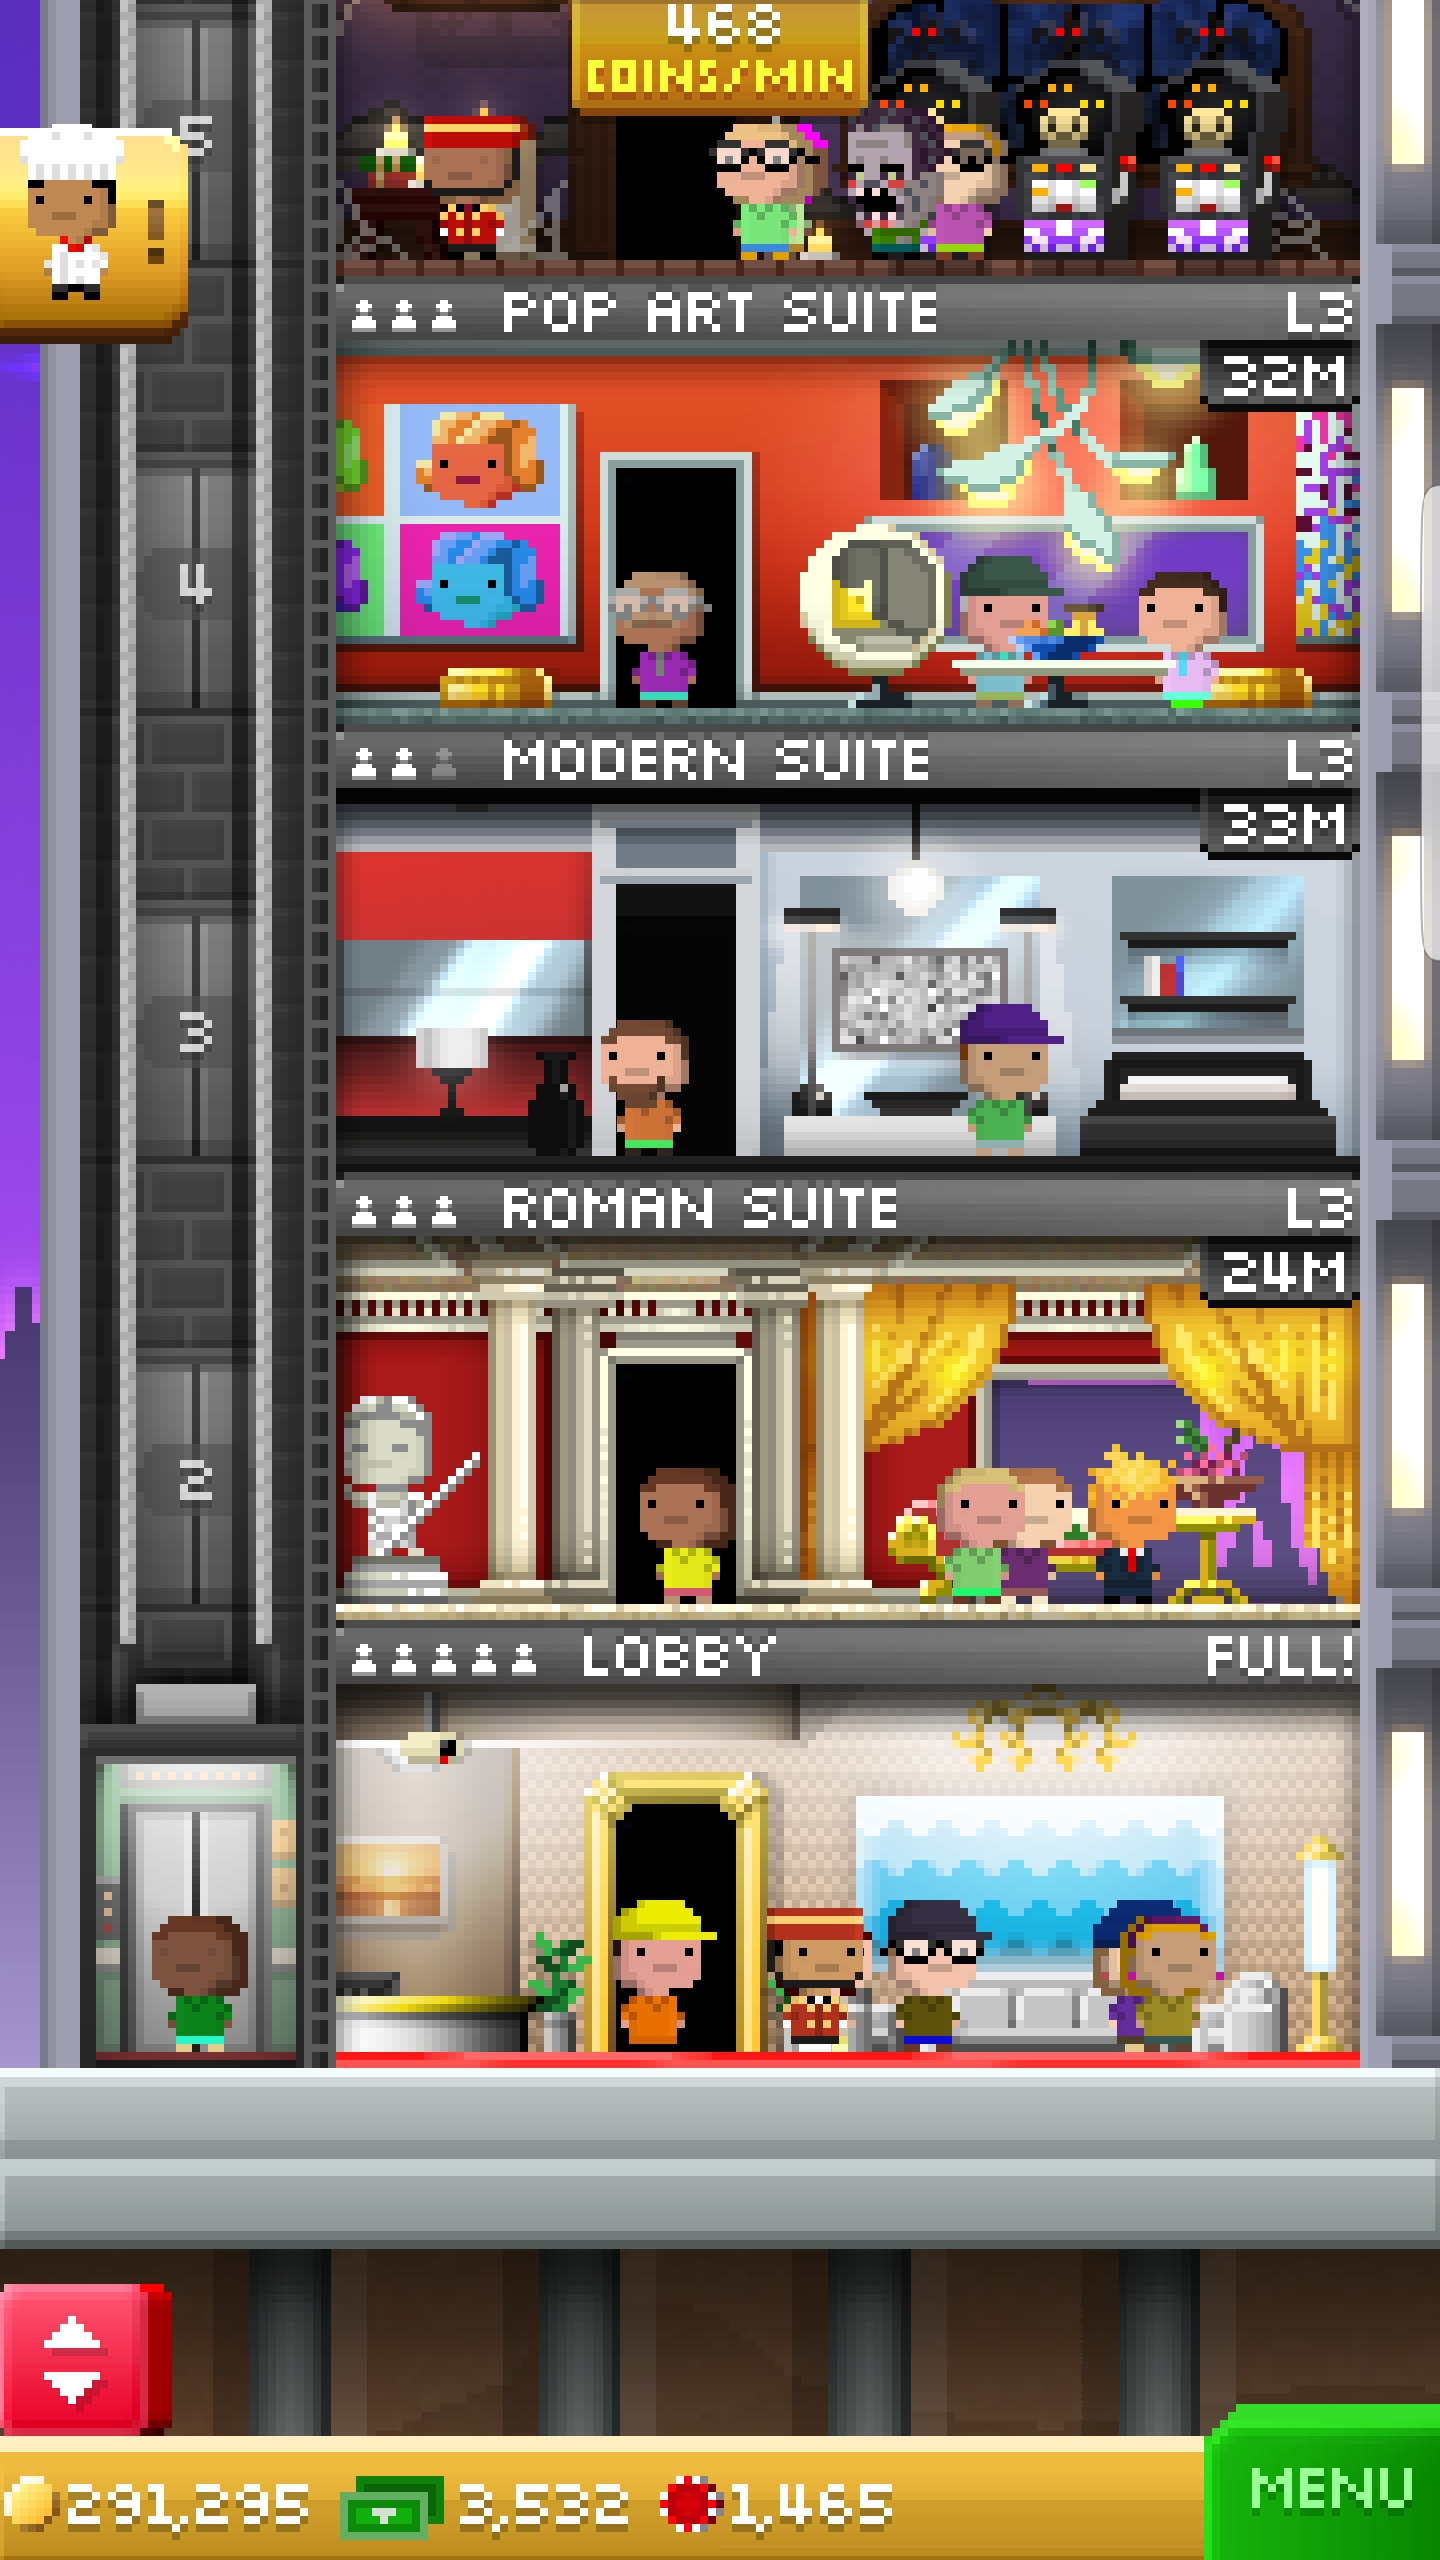 468
COINS/MIN
5
!
POP ART SUITE L3
32M
4
MODERN SUITE L3
33M
3
ROMAN SUITE L3
24M
2
LOBBY FULL!
291,295 3,532 1,465
MENU